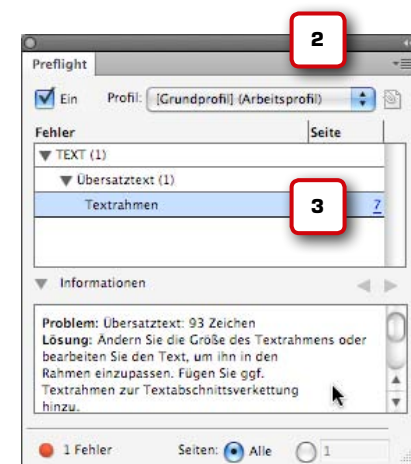 2
Preflight
Ein Profil: [Grundprofil] (Arbeitsprofil)
Fehler Seite
TEXT (1)
Übersatztext (1)
Textrahmen 3 7
Informationen
Problem: Übersatztext: 93 Zeichen
Lösung: Ändern Sie die Größe des Textrahmens oder
bearbeiten Sie den Text, um ihn in den
Rahmen einzupassen. Fügen Sie ggf.
Textrahmen zur Textabschnittsverkettung
hinzu.
1 Fehler Seiten: Alle 1